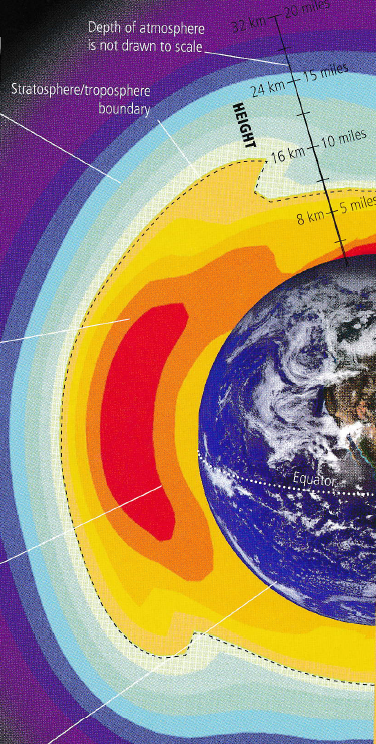 Depth of atmosphere
is not drawn to scale
Stratosphere/troposphere
boundary
HEIGHT
32 km 20 miles
24 km 15 miles
16 km 10 miles
8 km 5 miles
Equator